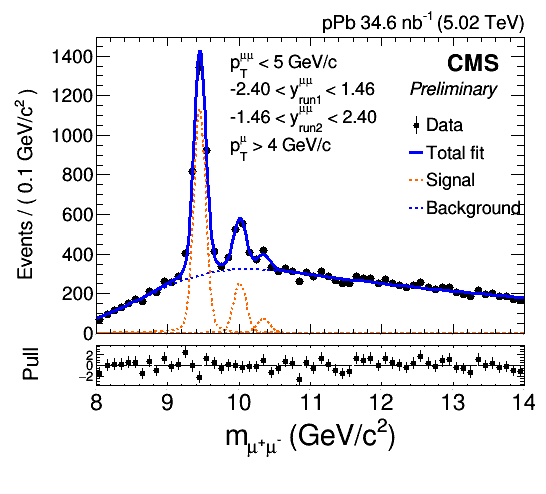 pPb 34.6 nb⁻¹ (5.02 TeV)
CMS
Preliminary
p_T^μμ < 5 GeV/c
-2.40 < y_run1^μμ < 1.46
-1.46 < y_run2^μμ < 2.40
p_T^μ > 4 GeV/c
Data
Total fit
Signal
Background
Events / ( 0.1 GeV/c² )
1400
1200
1000
800
600
400
200
0
Pull
2
0
-2
8 9 10 11 12 13 14
m_μ⁺μ⁻ (GeV/c²)